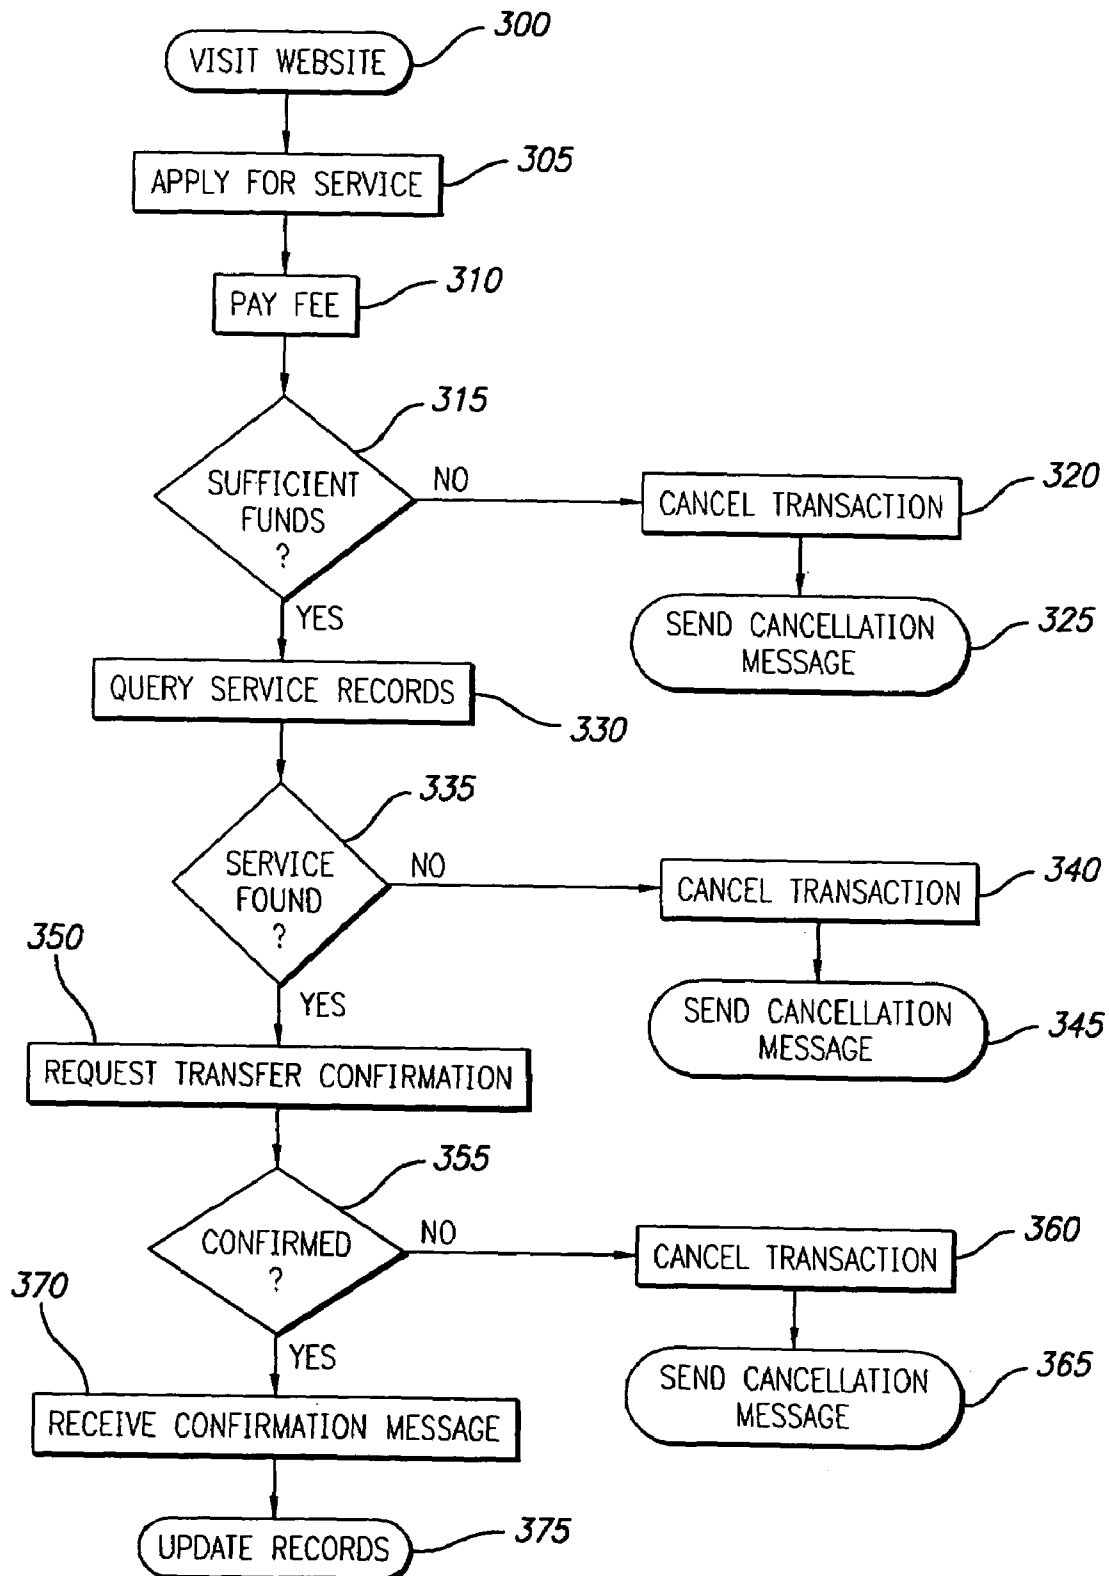 VISIT WEBSITE
300
APPLY FOR SERVICE
305
PAY FEE
310
315
SUFFICIENT
FUNDS
?
NO
CANCEL TRANSACTION
320
YES
SEND CANCELLATION
MESSAGE
325
QUERY SERVICE RECORDS
330
335
SERVICE
FOUND
?
NO
CANCEL TRANSACTION
340
YES
SEND CANCELLATION
MESSAGE
345
350
REQUEST TRANSFER CONFIRMATION
355
CONFIRMED
?
NO
CANCEL TRANSACTION
360
YES
SEND CANCELLATION
MESSAGE
365
370
RECEIVE CONFIRMATION MESSAGE
UPDATE RECORDS
375